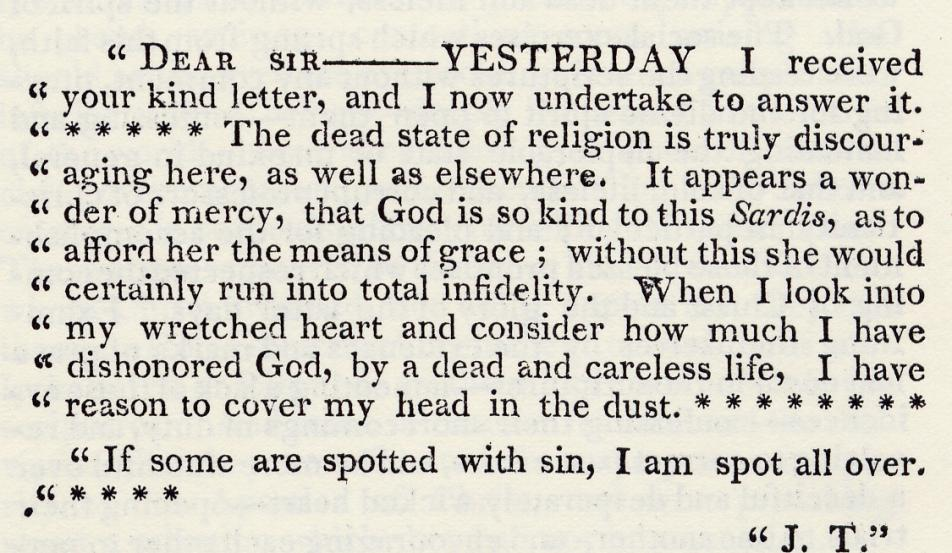 “ DEAR SIR———YESTERDAY I received
“ your kind letter, and I now undertake to answer it.
“ * * * * * * The dead state of religion is truly discour-
“ aging here, as well as elsewhere. It appears a won-
“ der of mercy, that God is so kind to this Sardis, as to
“ afford her the means of grace ; without this she would
“ certainly run into total infidelity. When I look into
“ my wretched heart and consider how much I have
“ dishonored God, by a dead and careless life, I have
“ reason to cover my head in the dust. * * * * * * * *
“ If some are spotted with sin, I am spot all over.
“ * * * * *
“ J. T.”